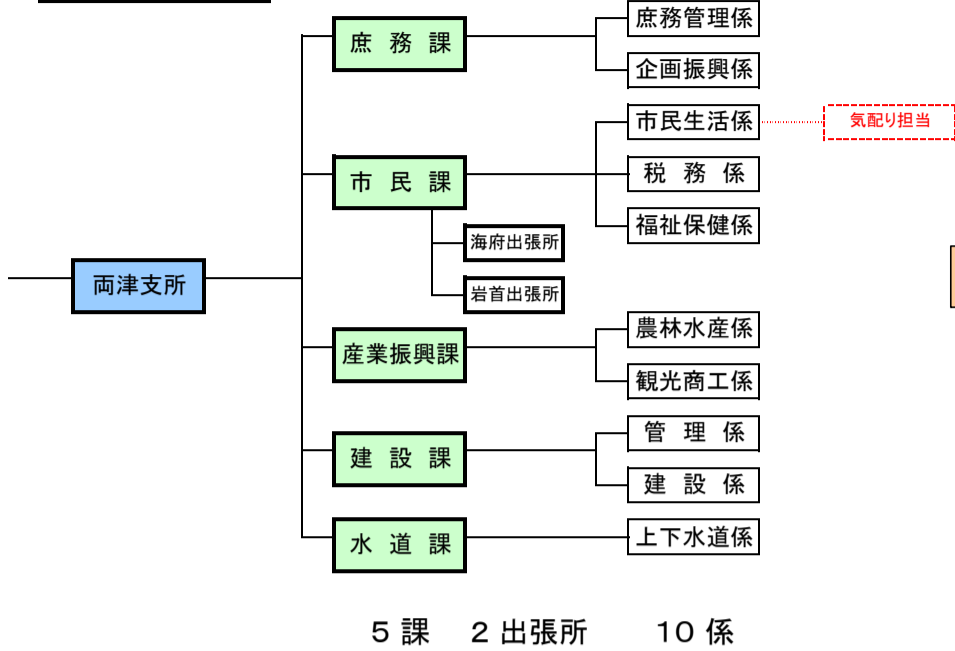 両津支所
庶務課
庶務管理係
企画振興係
市民課
市民生活係
気配り担当
税務係
福祉保健係
海府出張所
岩首出張所
産業振興課
農林水産係
観光商工係
建設課
管理係
建設係
水道課
上下水道係
5課 2出張所 10係